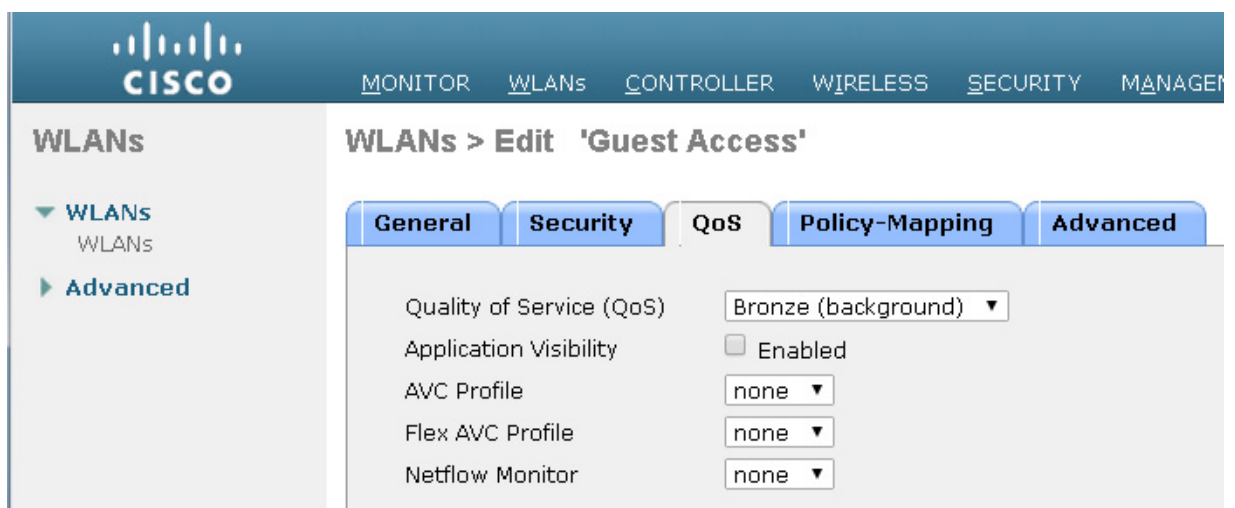 CISCO
MONITOR WLANs CONTROLLER WIRELESS SECURITY MANAGEM
WLANs
WLANs > Edit 'Guest Access'
WLANs
WLANs
Advanced
General Security QoS Policy-Mapping Advanced
Quality of Service (QoS) Bronze (background)
Application Visibility Enabled
AVC Profile none
Flex AVC Profile none
Netflow Monitor none